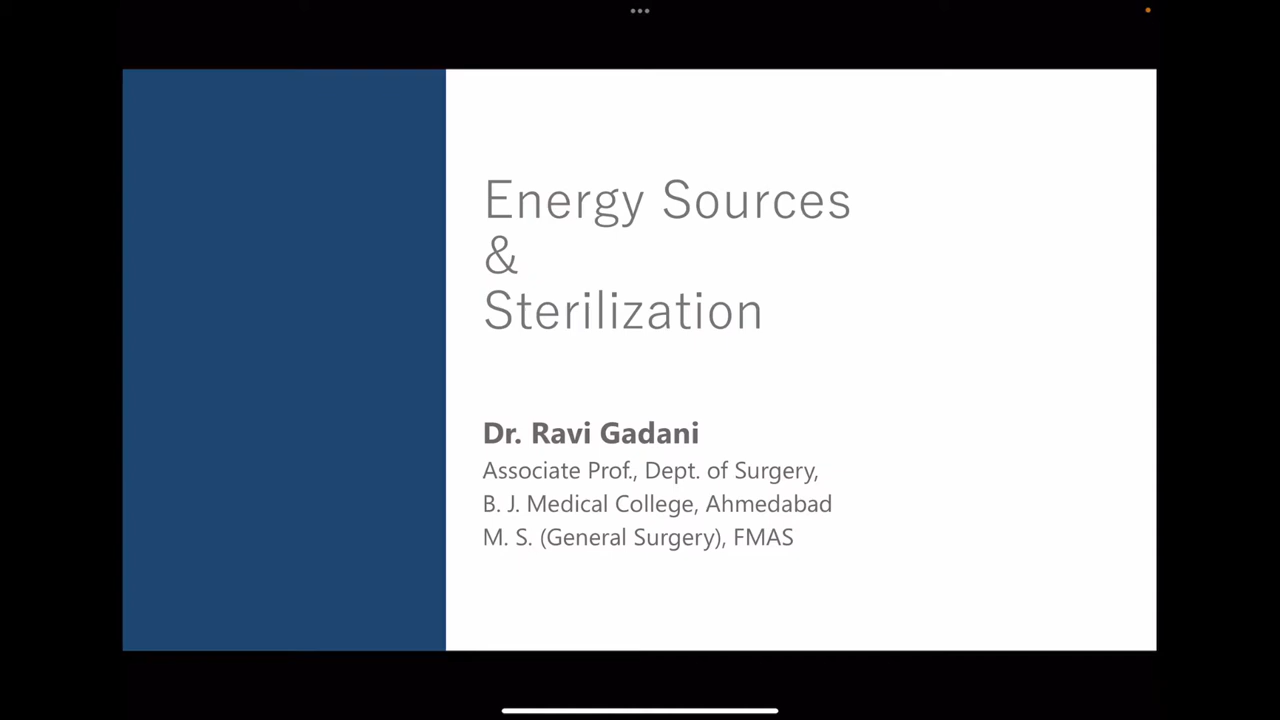 Energy Sources
&
Sterilization
Dr. Ravi Gadani
Associate Prof., Dept. of Surgery,
B. J. Medical College, Ahmedabad
M. S. (General Surgery), FMAS